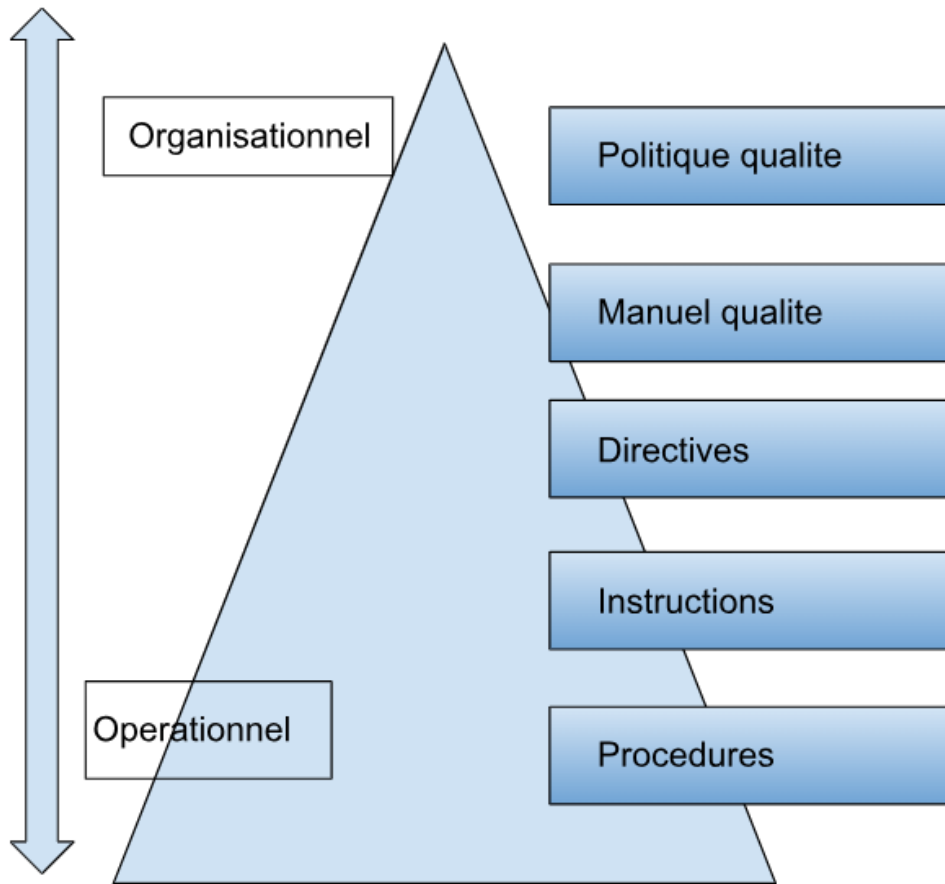 Organisationnel
Politique qualite
Manuel qualite
Directives
Instructions
Operationnel
Procedures